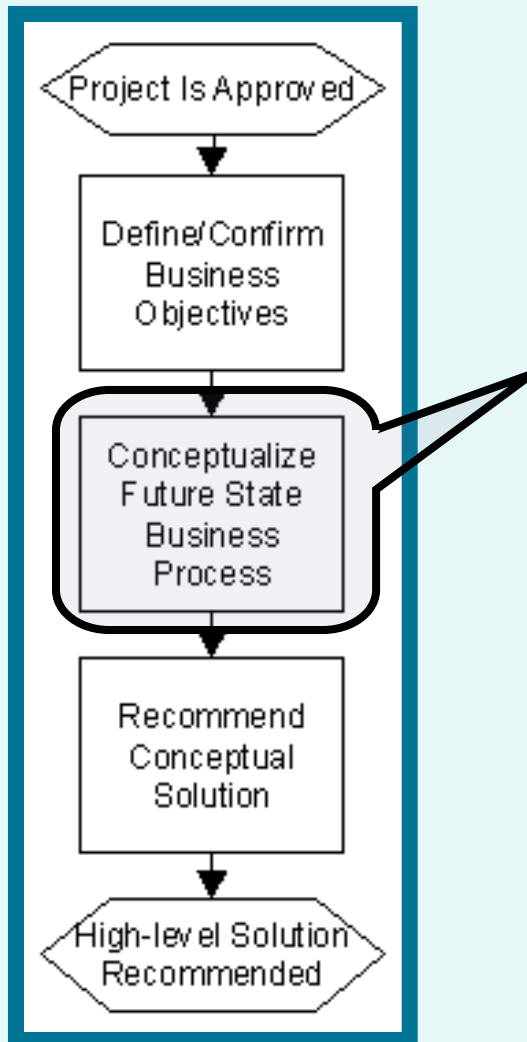 Project Is Approved
Define/Confirm
Business
Objectives
Conceptualize
Future State
Business
Process
Recommend
Conceptual
Solution
High-level Solution
Recommended